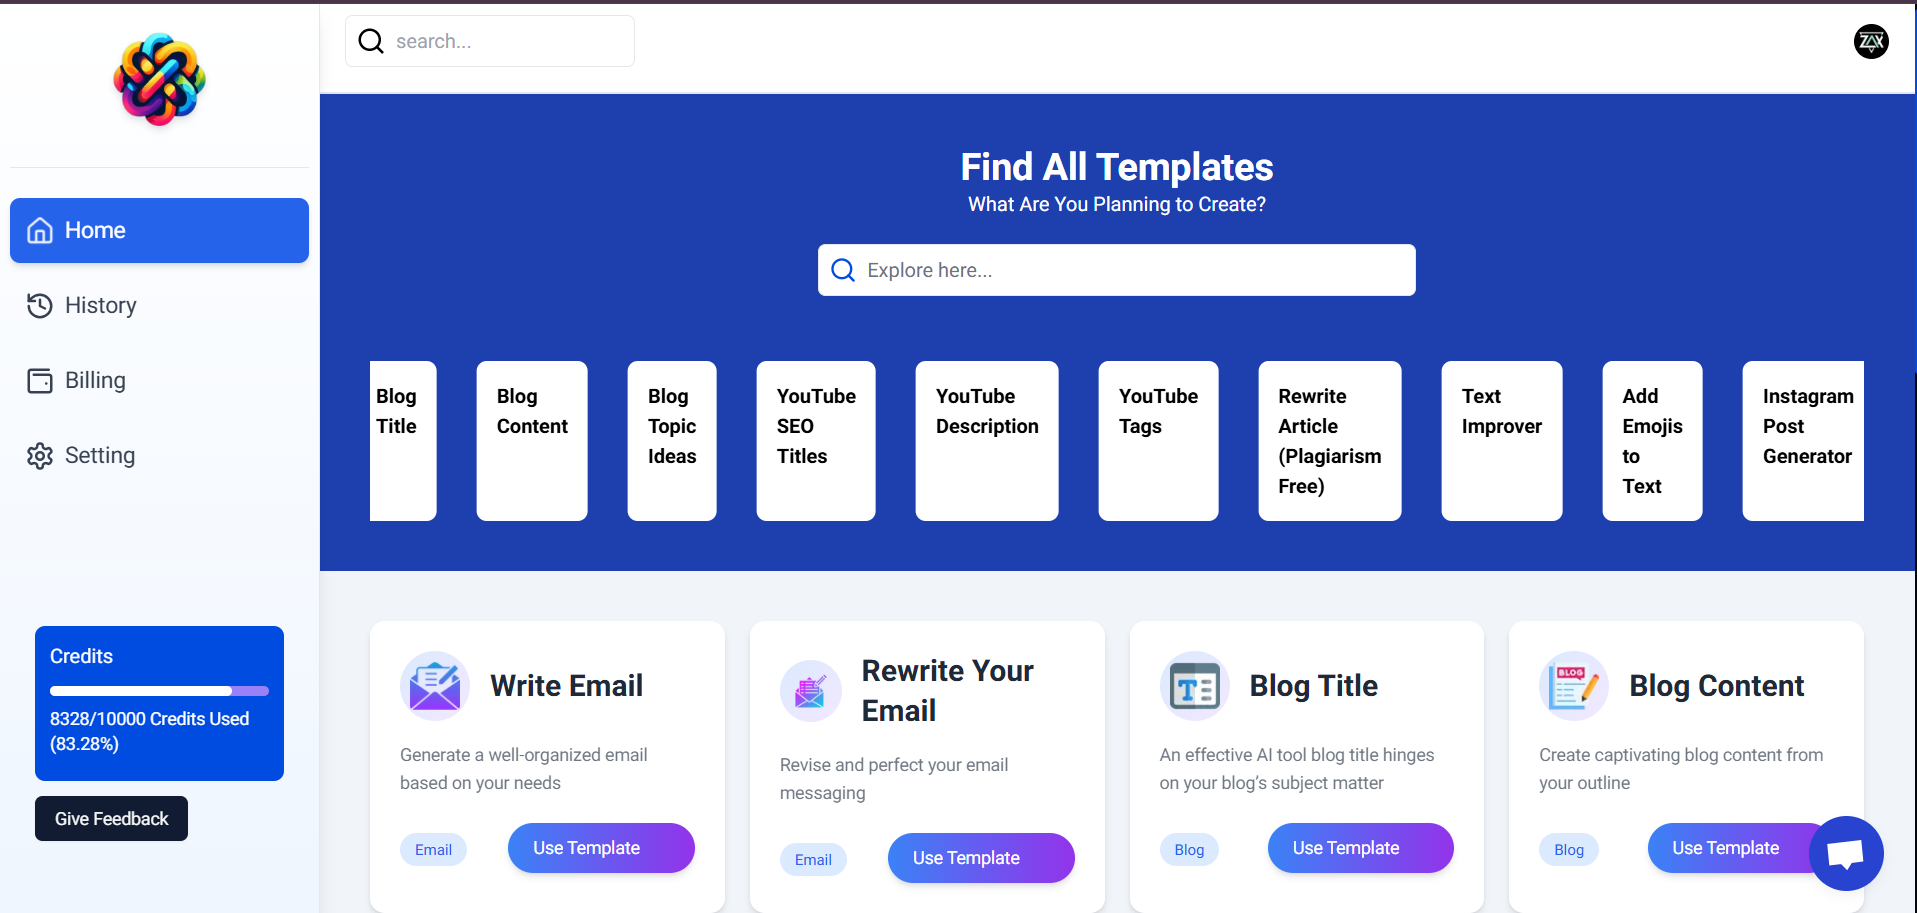 search...
ZAX
Home
History
Billing
Setting
Credits
8328/10000 Credits Used
(83.28%)
Give Feedback
Find All Templates
What Are You Planning to Create?
Explore here...
Blog
Title
Blog
Content
Blog
Topic
Ideas
YouTube
SEO
Titles
YouTube
Description
YouTube
Tags
Rewrite
Article
(Plagiarism
Free)
Text
Improver
Add
Emojis
to
Text
Instagram
Post
Generator
Write Email
Generate a well-organized email
based on your needs
Email
Use Template
Rewrite Your
Email
Revise and perfect your email
messaging
Email
Use Template
T
Blog Title
An effective AI tool blog title hinges
on your blog’s subject matter
Blog
Use Template
BLOG
Blog Content
Create captivating blog content from
your outline
Blog
Use Template